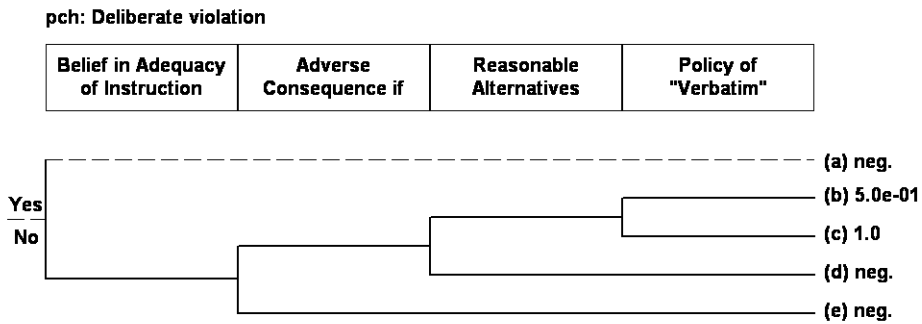 pch: Deliberate violation
Belief in Adequacy
of Instruction
Adverse
Consequence if
Reasonable
Alternatives
Policy of
"Verbatim"
(a) neg.
Yes
(b) 5.0e-01
No
(c) 1.0
(d) neg.
(e) neg.